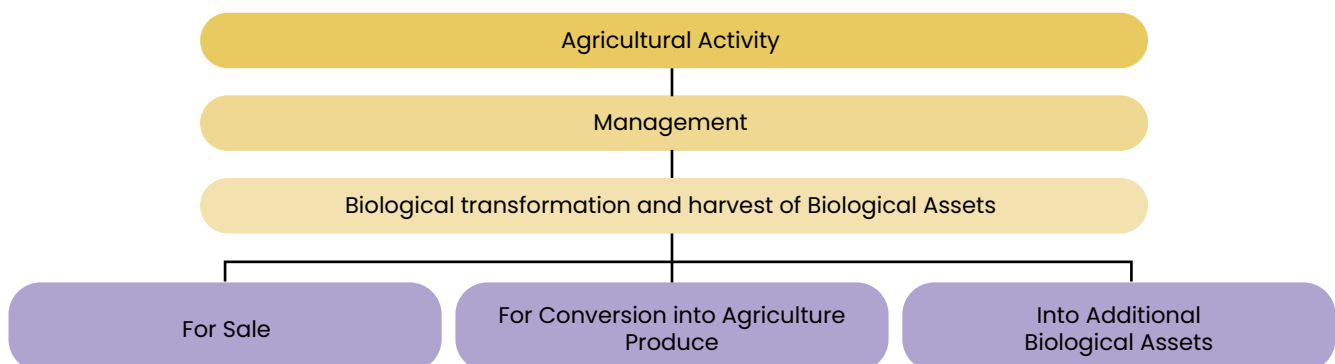 Agricultural Activity
Management
Biological transformation and harvest of Biological Assets
For Sale
For Conversion into Agriculture
Produce
Into Additional
Biological Assets